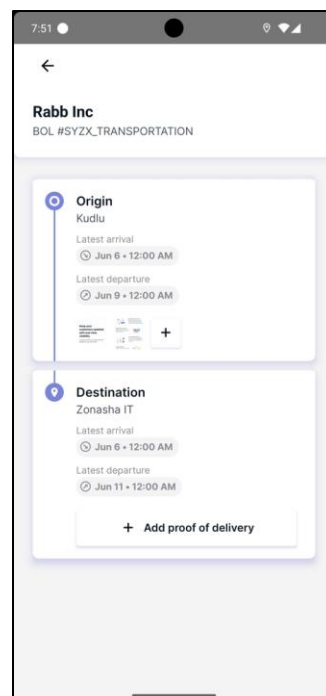 7:51
Rabb Inc
BOL #SYZX_TRANSPORTATION
Origin
Kudlu
Latest arrival
Jun 6 • 12:00 AM
Latest departure
Jun 9 • 12:00 AM
+
Destination
Zonasha IT
Latest arrival
Jun 6 • 12:00 AM
Latest departure
Jun 11 • 12:00 AM
+ Add proof of delivery